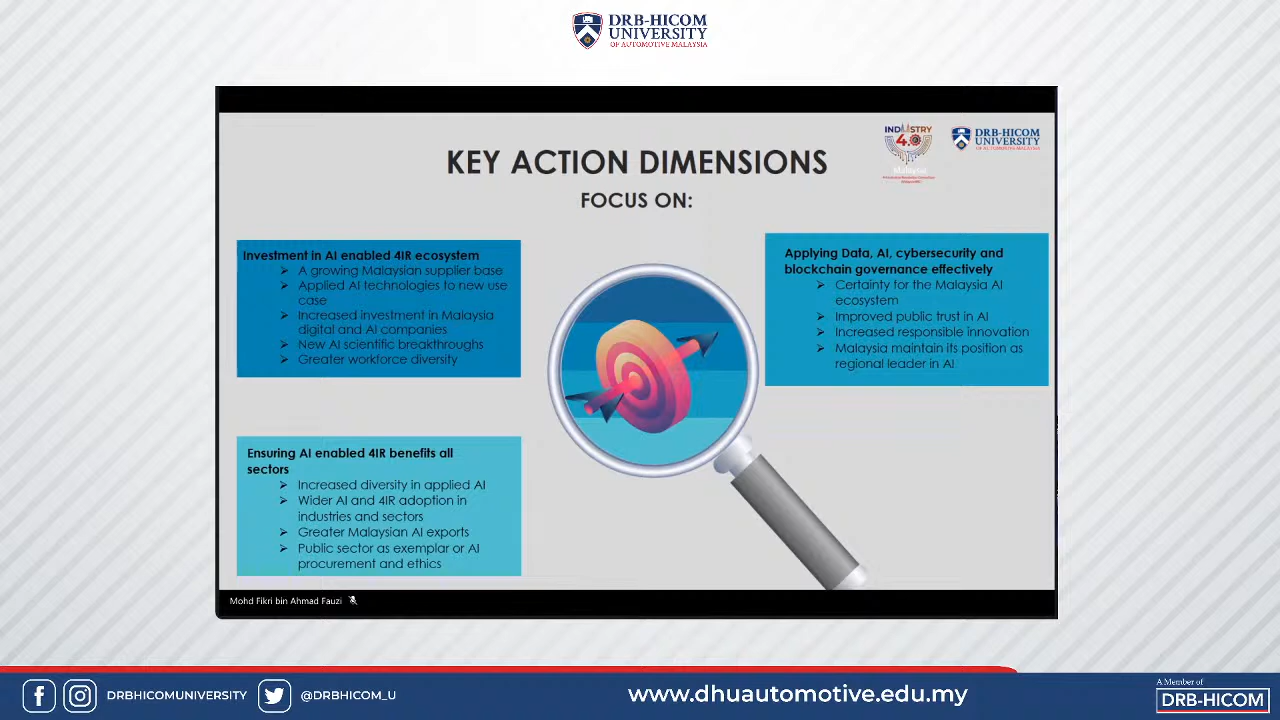 DRB-HICOM
UNIVERSITY
OF AUTOMOTIVE MALAYSIA
INDUSTRY
4.0
Malaysia
DRB-HICOM
UNIVERSITY
OF AUTOMOTIVE MALAYSIA
KEY ACTION DIMENSIONS
FOCUS ON:
Investment in AI enabled 4IR ecosystem
➢ A growing Malaysian supplier base
➢ Applied AI technologies to new use
case
➢ Increased investment in Malaysia
digital and AI companies
➢ New AI scientific breakthroughs
➢ Greater workforce diversity
Applying Data, AI, cybersecurity and
blockchain governance effectively
➢ Certainty for the Malaysia AI
ecosystem
➢ Improved public trust in AI
➢ Increased responsible innovation
➢ Malaysia maintain its position as
regional leader in AI
Ensuring AI enabled 4IR benefits all
sectors
➢ Increased diversity in applied AI
➢ Wider AI and 4IR adoption in
industries and sectors
➢ Greater Malaysian AI exports
➢ Public sector as exemplar or AI
procurement and ethics
Mohd Fikri bin Ahmad Fauzi
DRBHICOMUNIVERSITY
@DRBHICOM_U
www.dhuautomotive.edu.my
A Member of
DRB-HICOM